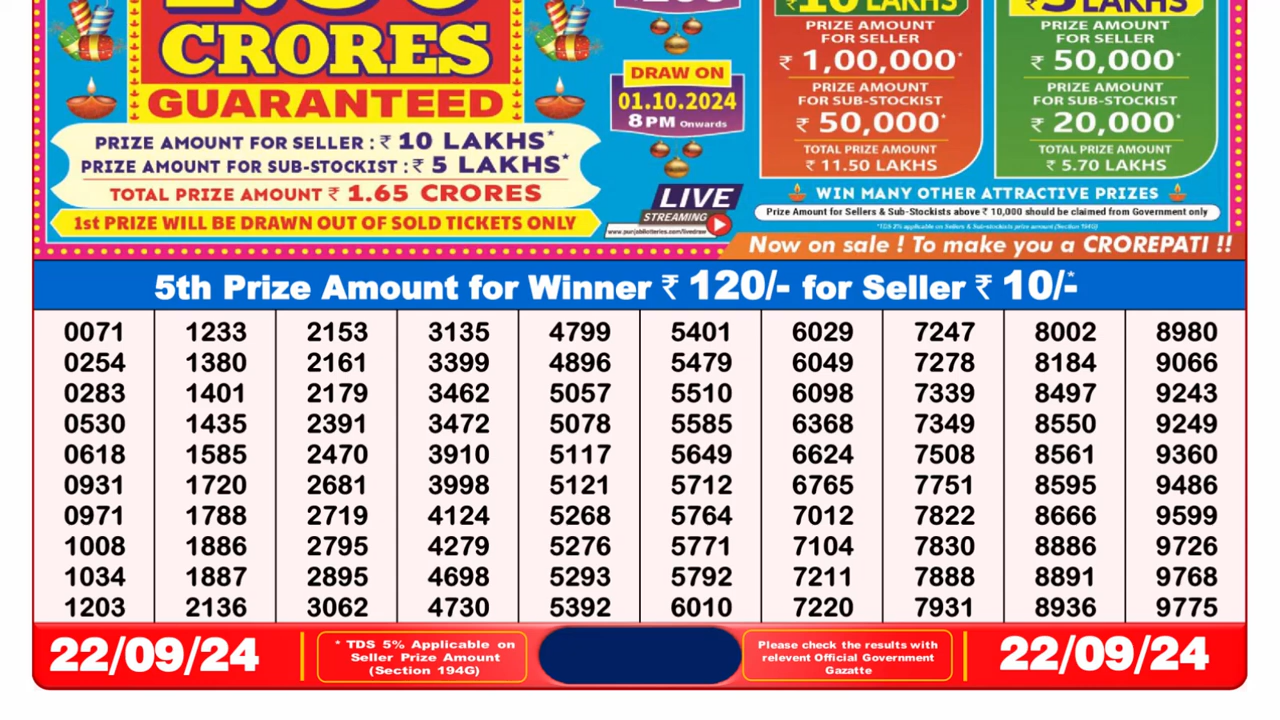 CRORES
GUARANTEED
PRIZE AMOUNT FOR SELLER : ₹ 10 LAKHS*
PRIZE AMOUNT FOR SUB-STOCKIST : ₹ 5 LAKHS*
TOTAL PRIZE AMOUNT ₹ 1.65 CRORES
1st PRIZE WILL BE DRAWN OUT OF SOLD TICKETS ONLY
DRAW ON
01.10.2024
8PM Onwards
LIVE
STREAMING
www.punjablotteries.com/livedraw
₹10 LAKHS
PRIZE AMOUNT
FOR SELLER
₹ 1,00,000*
PRIZE AMOUNT
FOR SUB-STOCKIST
₹ 50,000*
TOTAL PRIZE AMOUNT
₹ 11.50 LAKHS
₹5 LAKHS
PRIZE AMOUNT
FOR SELLER
₹ 50,000*
PRIZE AMOUNT
FOR SUB-STOCKIST
₹ 20,000*
TOTAL PRIZE AMOUNT
₹ 5.70 LAKHS
WIN MANY OTHER ATTRACTIVE PRIZES
Prize Amount for Sellers & Sub-Stockists above ₹ 10,000 should be claimed from Government only
Now on sale ! To make you a CROREPATI !!
5th Prize Amount for Winner ₹ 120/- for Seller ₹ 10/-*
0071 1233 2153 3135 4799 5401 6029 7247 8002 8980
0254 1380 2161 3399 4896 5479 6049 7278 8184 9066
0283 1401 2179 3462 5057 5510 6098 7339 8497 9243
0530 1435 2391 3472 5078 5585 6368 7349 8550 9249
0618 1585 2470 3910 5117 5649 6624 7508 8561 9360
0931 1720 2681 3998 5121 5712 6765 7751 8595 9486
0971 1788 2719 4124 5268 5764 7012 7822 8666 9599
1008 1886 2795 4279 5276 5771 7104 7830 8886 9726
1034 1887 2895 4698 5293 5792 7211 7888 8891 9768
1203 2136 3062 4730 5392 6010 7220 7931 8936 9775
22/09/24
* TDS 5% Applicable on
Seller Prize Amount
(Section 194G)
Please check the results with
relevent Official Government
Gazatte
22/09/24